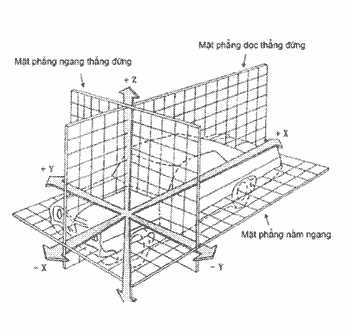 Mặt phẳng dọc thẳng đứng
Mặt phẳng ngang thẳng đứng
+ Z
+ X
+ Y
Mặt phẳng nằm ngang
- X
- Y